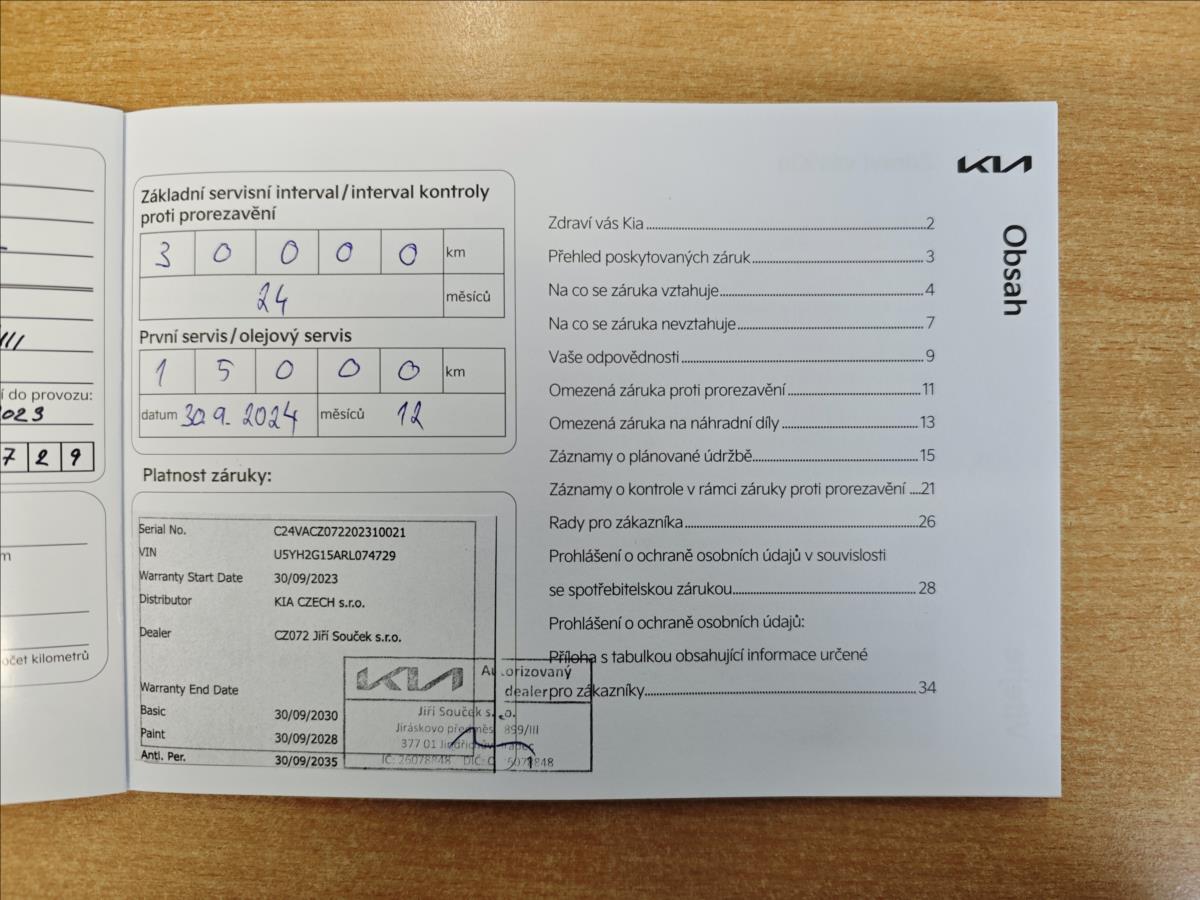 í do provozu:
7 2 9
očet kilometrů
Základní servisní interval / interval kontroly
proti prorezavění
3 0 0 0 0 km
24 měsíců
První servis / olejový servis
1 5 0 0 0 km
datum 30.9. 2024 měsíců 12
Platnost záruky:
Serial No. C24VACZ072202310021
VIN U5YH2G15ARL074729
Warranty Start Date 30/09/2023
Distributor KIA CZECH s.r.o.
Dealer CZ072 Jiří Souček s.r.o.
Warranty End Date
Basic 30/09/2030
Paint 30/09/2028
Anti. Per. 30/09/2035
KIA
dealer
Jiří Souček
899/III
377 01
IČ: 26078848 DIČ:
KIA
Obsah
Zdraví vás Kia 2
Přehled poskytovaných záruk 3
Na co se záruka vztahuje 4
Na co se záruka nevztahuje 7
Vaše odpovědnosti 9
Omezená záruka proti prorezavění 11
Omezená záruka na náhradní díly 13
Záznamy o plánované údržbě 15
Záznamy o kontrole v rámci záruky proti prorezavění 21
Rady pro zákazníka 26
Prohlášení o ochraně osobních údajů v souvislosti
se spotřebitelskou zárukou 28
Prohlášení o ochraně osobních údajů:
Příloha s tabulkou obsahující informace určené
pro zákazníky 34